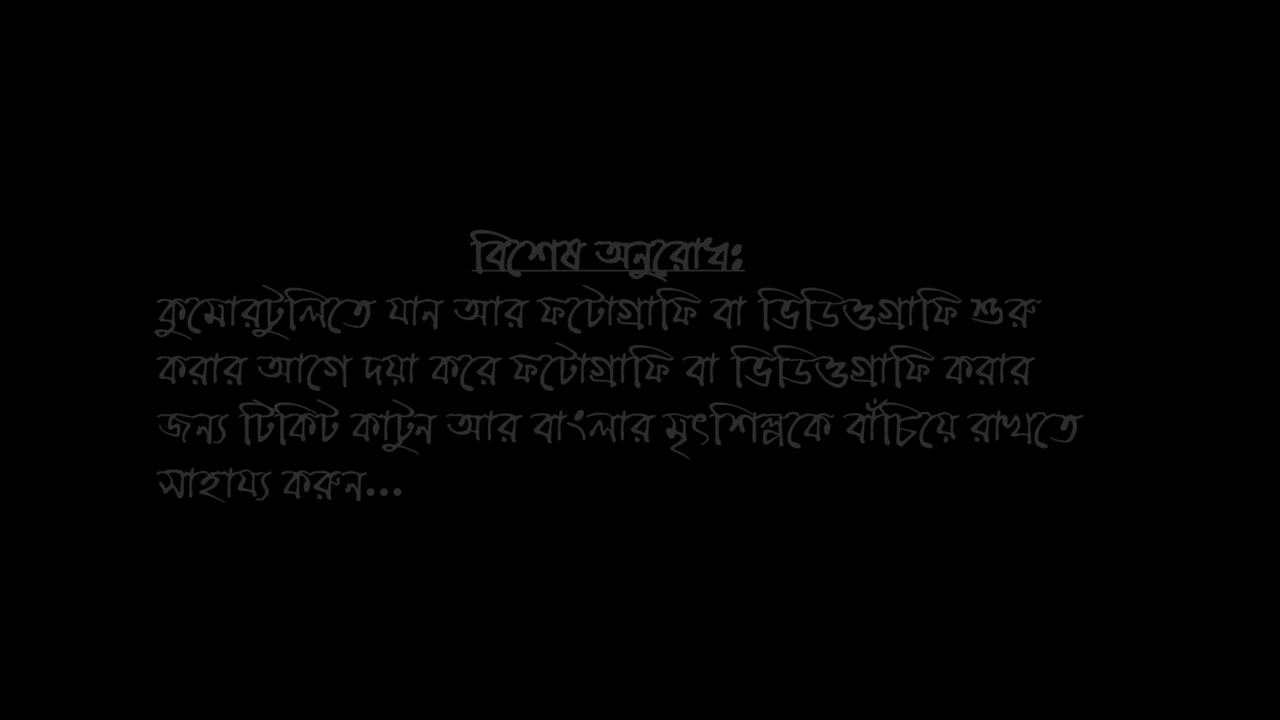 বিশেষ অনুরোধঃ
কুমোরটুলিতে যান আর ফটোগ্রাফি বা ভিডিওগ্রাফি শুরু
করার আগে দয়া করে ফটোগ্রাফি বা ভিডিওগ্রাফি করার
জন্য টিকিট কাটুন আর বাংলার মৃৎশিল্পকে বাঁচিয়ে রাখতে
সাহায্য করুন...